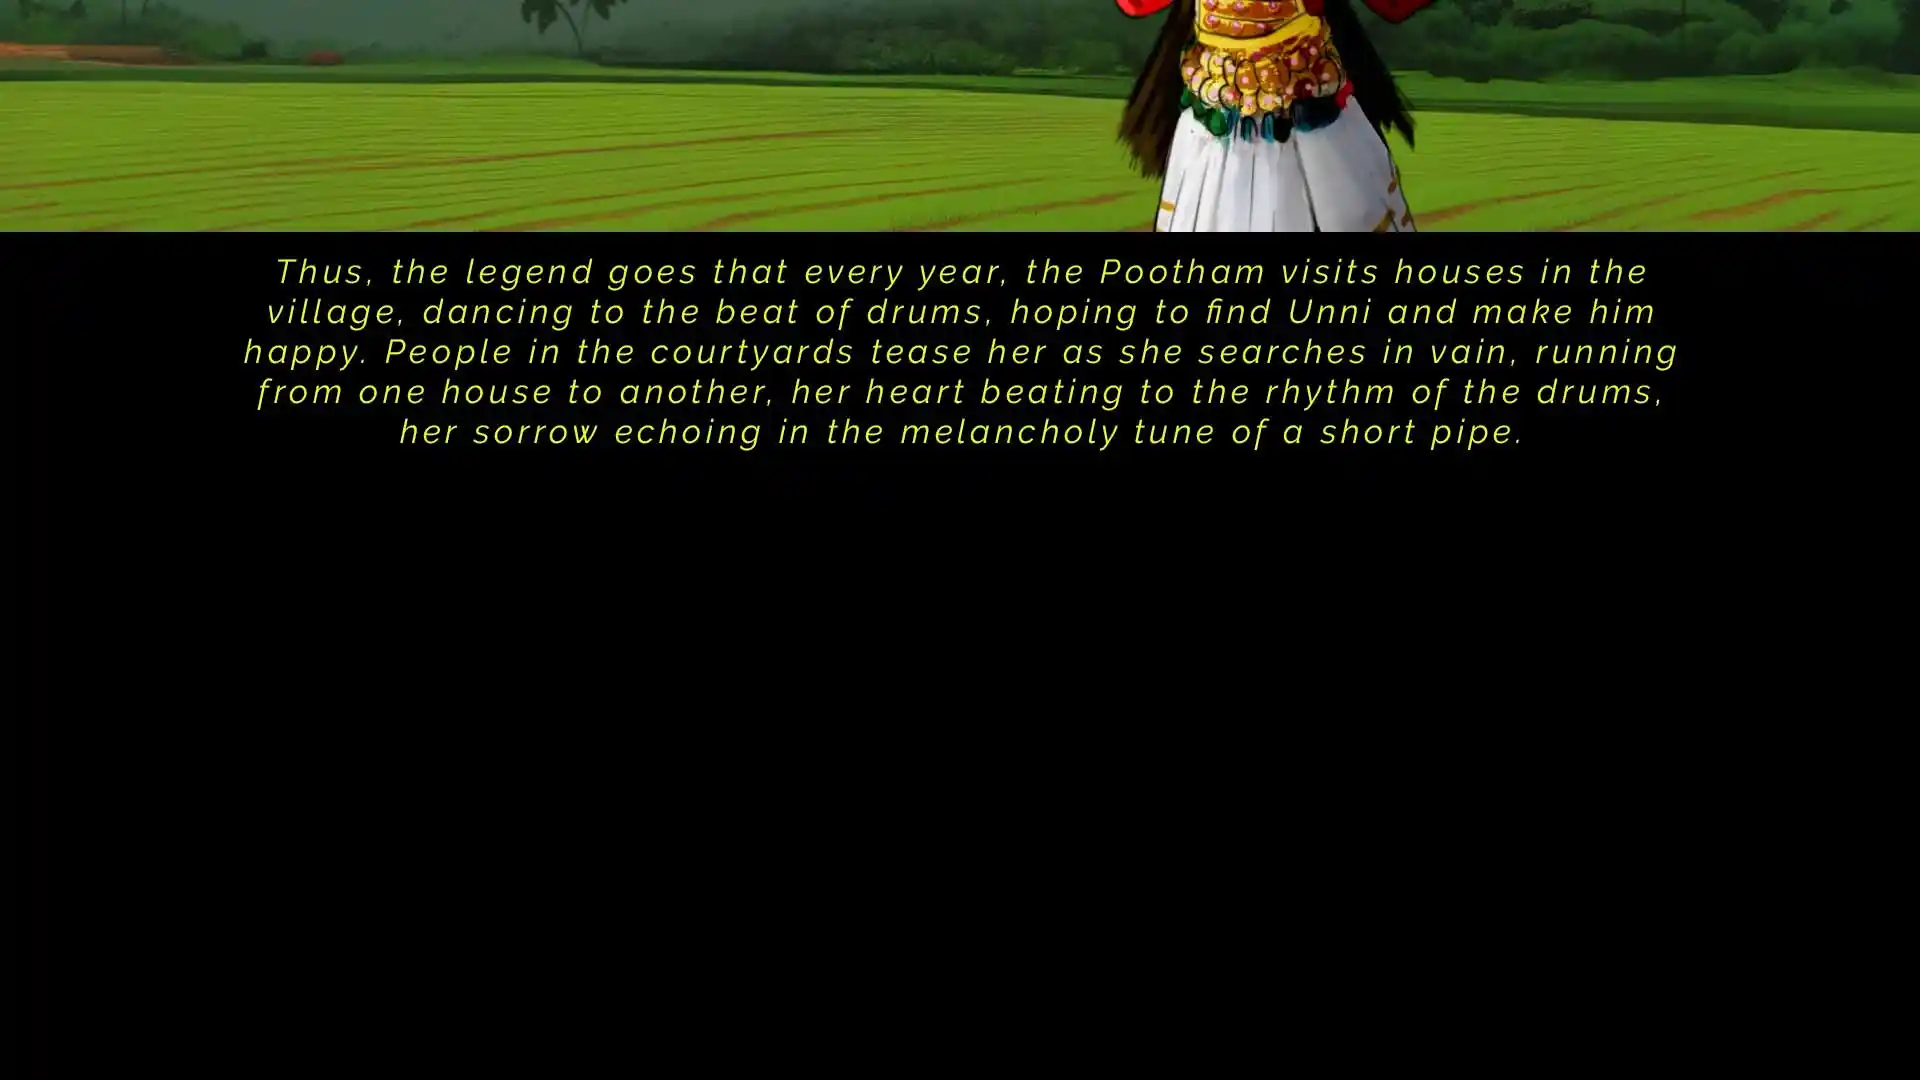 Thus, the legend goes that every year, the Pootham visits houses in the
village, dancing to the beat of drums, hoping to find Unni and make him
happy. People in the courtyards tease her as she searches in vain, running
from one house to another, her heart beating to the rhythm of the drums,
her sorrow echoing in the melancholy tune of a short pipe.